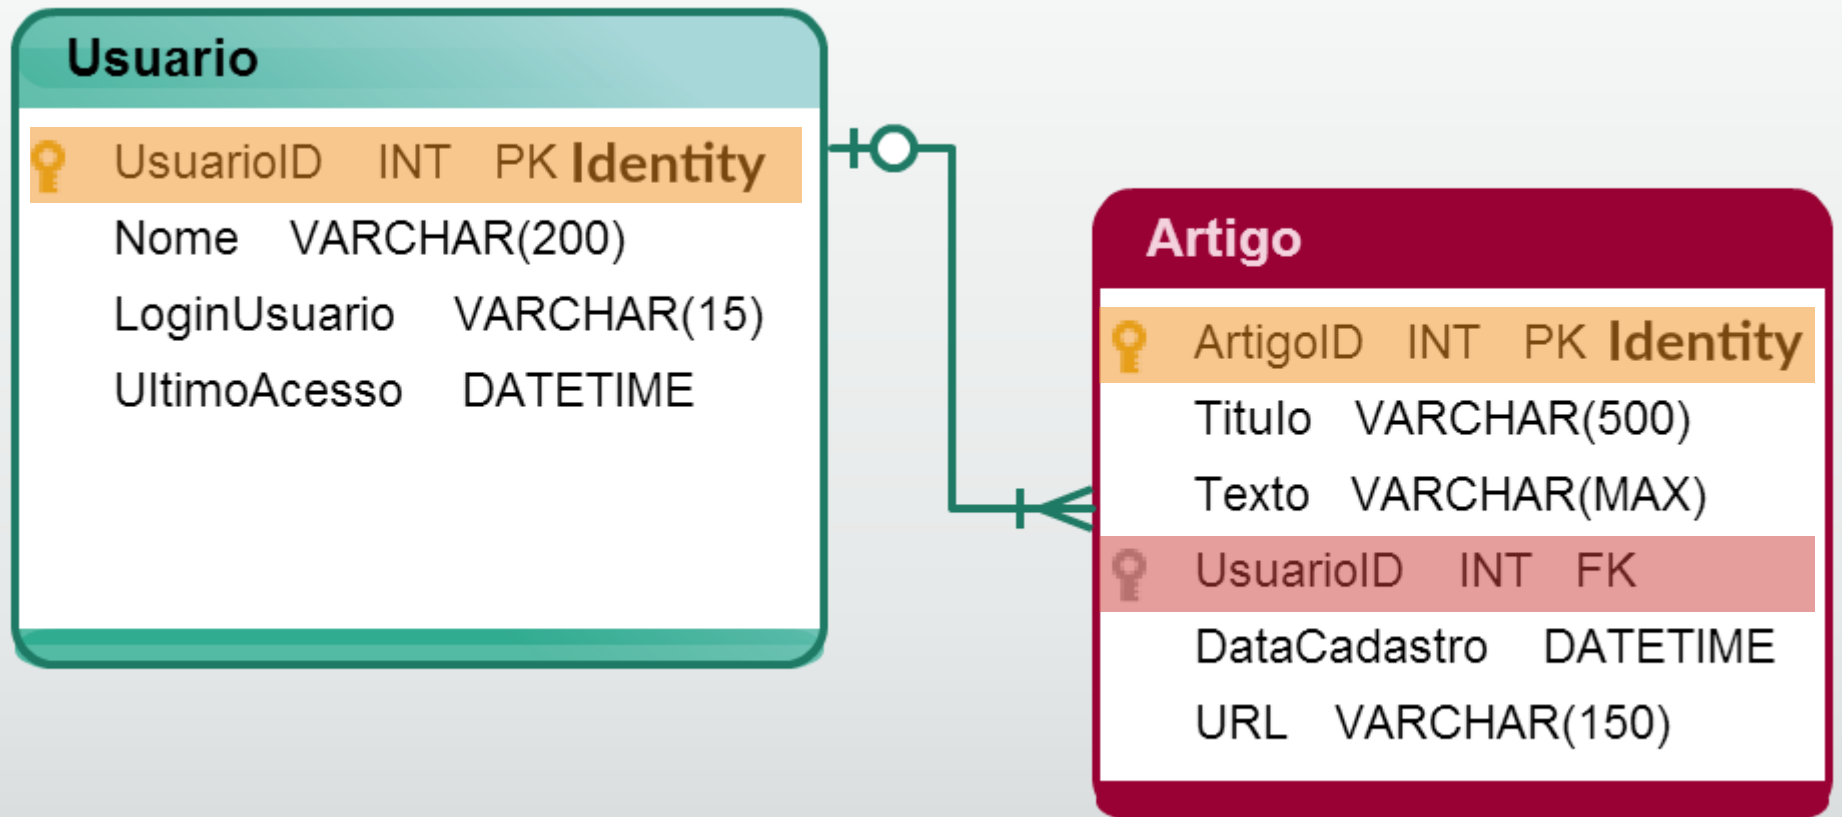 Usuario
UsuarioID INT PK Identity
Nome VARCHAR(200)
LoginUsuario VARCHAR(15)
UltimoAcesso DATETIME
Artigo
ArtigoID INT PK Identity
Titulo VARCHAR(500)
Texto VARCHAR(MAX)
UsuarioID INT FK
DataCadastro DATETIME
URL VARCHAR(150)